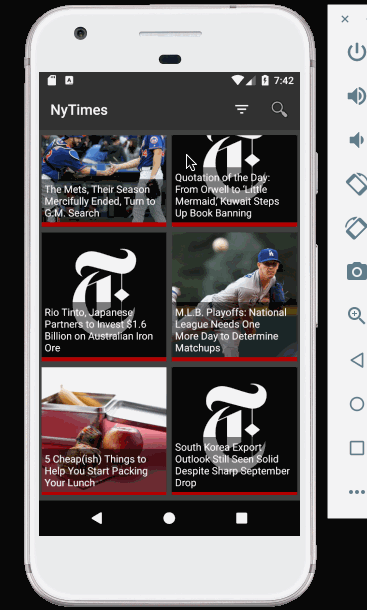 7:42
NyTimes
The Mets, Their Season
Mercifully Ended, Turn to
G.M. Search
Quotation of the Day:
From Orwell to 'Little
Mermaid,' Kuwait Steps
Up Book Banning
Rio Tinto, Japanese
Partners to Invest $1.6
Billion on Australian Iron
Ore
M.L.B. Playoffs: National
League Needs One
More Day to Determine
Matchups
5 Cheap(ish) Things to
Help You Start Packing
Your Lunch
South Korea Export
Outlook Still Seen Solid
Despite Sharp September
Drop